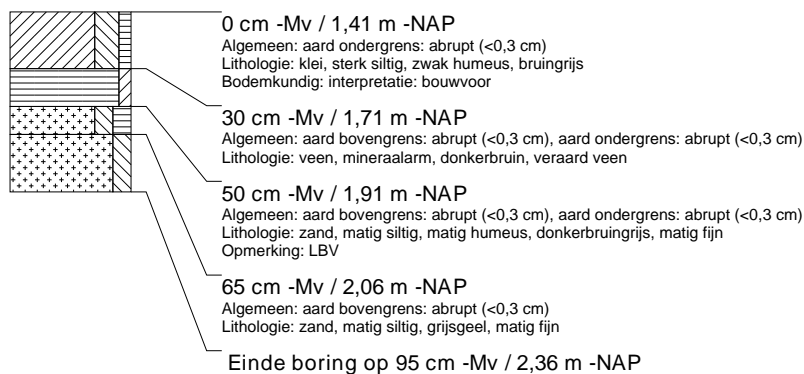 0 cm -Mv / 1,41 m -NAP
Algemeen: aard ondergrens: abrupt (<0,3 cm)
Lithologie: klei, sterk siltig, zwak humeus, bruingrijs
Bodemkundig: interpretatie: bouwvoor
30 cm -Mv / 1,71 m -NAP
Algemeen: aard bovengrens: abrupt (<0,3 cm), aard ondergrens: abrupt (<0,3 cm)
Lithologie: veen, mineraalarm, donkerbruin, veraard veen
50 cm -Mv / 1,91 m -NAP
Algemeen: aard bovengrens: abrupt (<0,3 cm), aard ondergrens: abrupt (<0,3 cm)
Lithologie: zand, matig siltig, matig humeus, donkerbruingrijs, matig fijn
Opmerking: LBV
65 cm -Mv / 2,06 m -NAP
Algemeen: aard bovengrens: abrupt (<0,3 cm)
Lithologie: zand, matig siltig, grijsgeel, matig fijn
Einde boring op 95 cm -Mv / 2,36 m -NAP